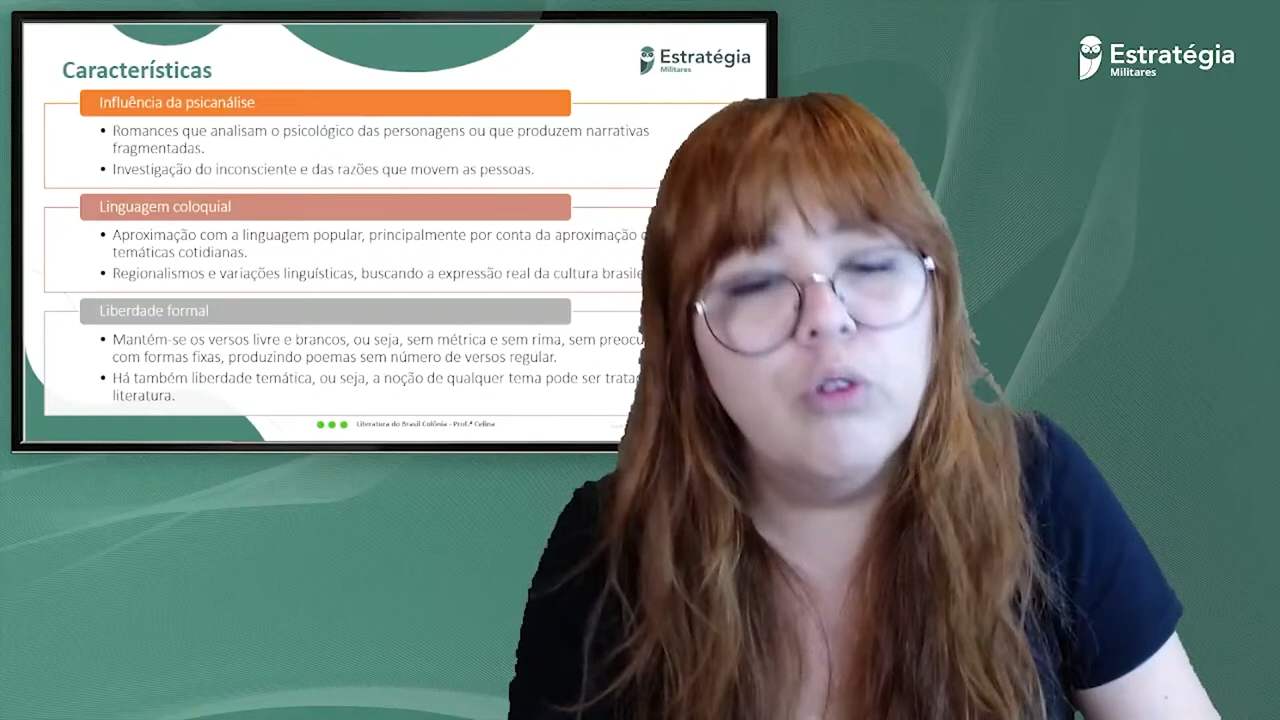 Características
Estratégia
Militares
Estratégia
Militares
Influência da psicanálise
• Romances que analisam o psicológico das personagens ou que produzem narrativas
fragmentadas.
• Investigação do inconsciente e das razões que movem as pessoas.
Linguagem coloquial
• Aproximação com a linguagem popular, principalmente por conta da aproximação
temáticas cotidianas.
• Regionalismos e variações linguísticas, buscando a expressão real da cultura
Liberdade formal
• Mantém-se os versos livre e brancos, ou seja, sem métrica e sem rima, sem
com formas fixas, produzindo poemas sem número de versos regular.
• Há também liberdade temática, ou seja, a noção de qualquer tema pode ser
literatura.
Literatura do Brasil Colônia - Prof.ª Celina